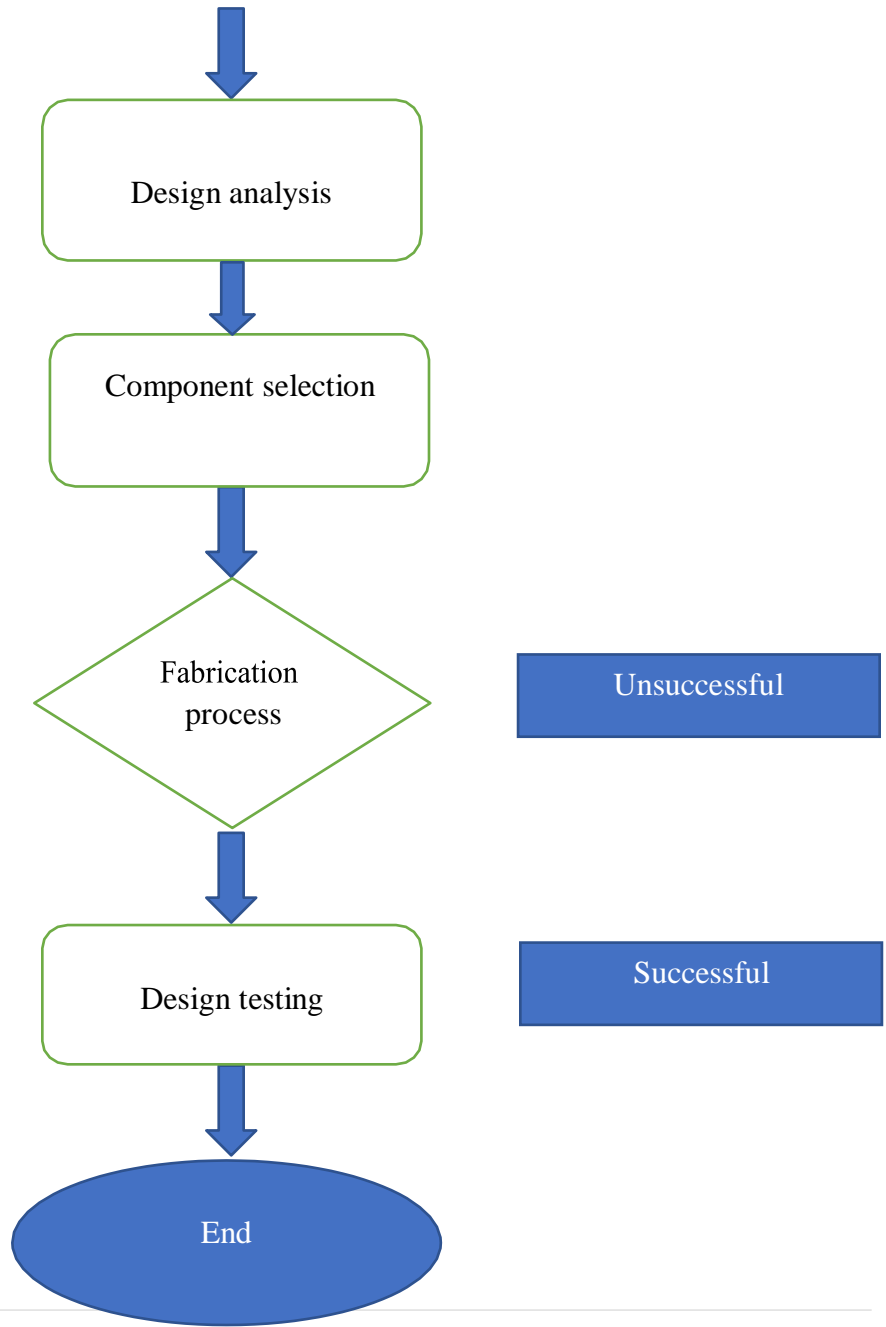 Design analysis
Component selection
Fabrication
process
Unsuccessful
Design testing
Successful
End